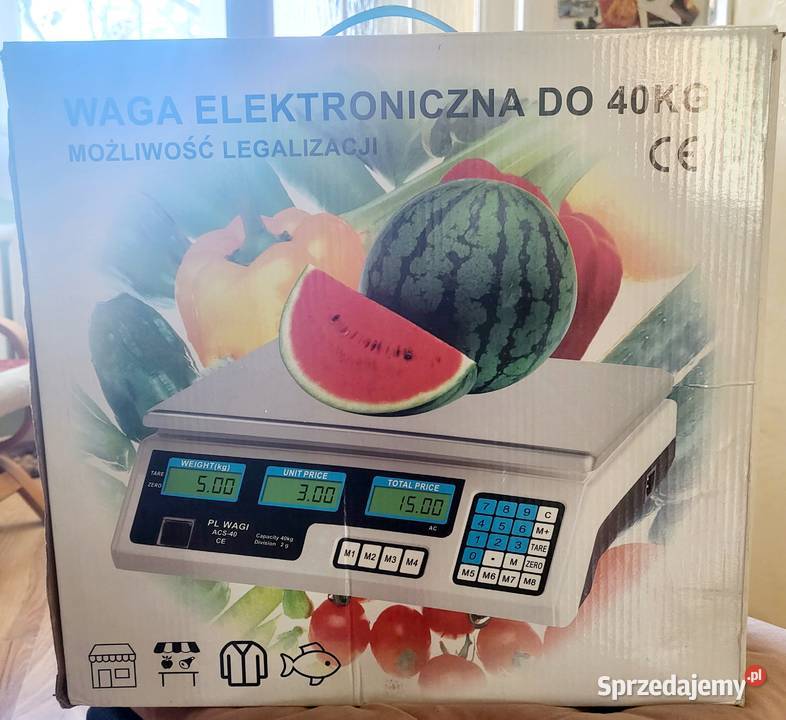 WAGA ELEKTRONICZNA DO 40KG
MOŻLIWOŚĆ LEGALIZACJI
CE
WEIGHT(kg)
UNIT PRICE
TOTAL PRICE
TARE
ZERO
5.00
3.00
15.00
AC
PL WAGI
ACS-40
CE
Capacity 40kg
Division 2 g
M1 M2 M3 M4
7 8 9 C
4 5 6 M+
1 2 3 TARE
0 • M ZERO
M5 M6 M7 M8
Sprzedajemy.pl